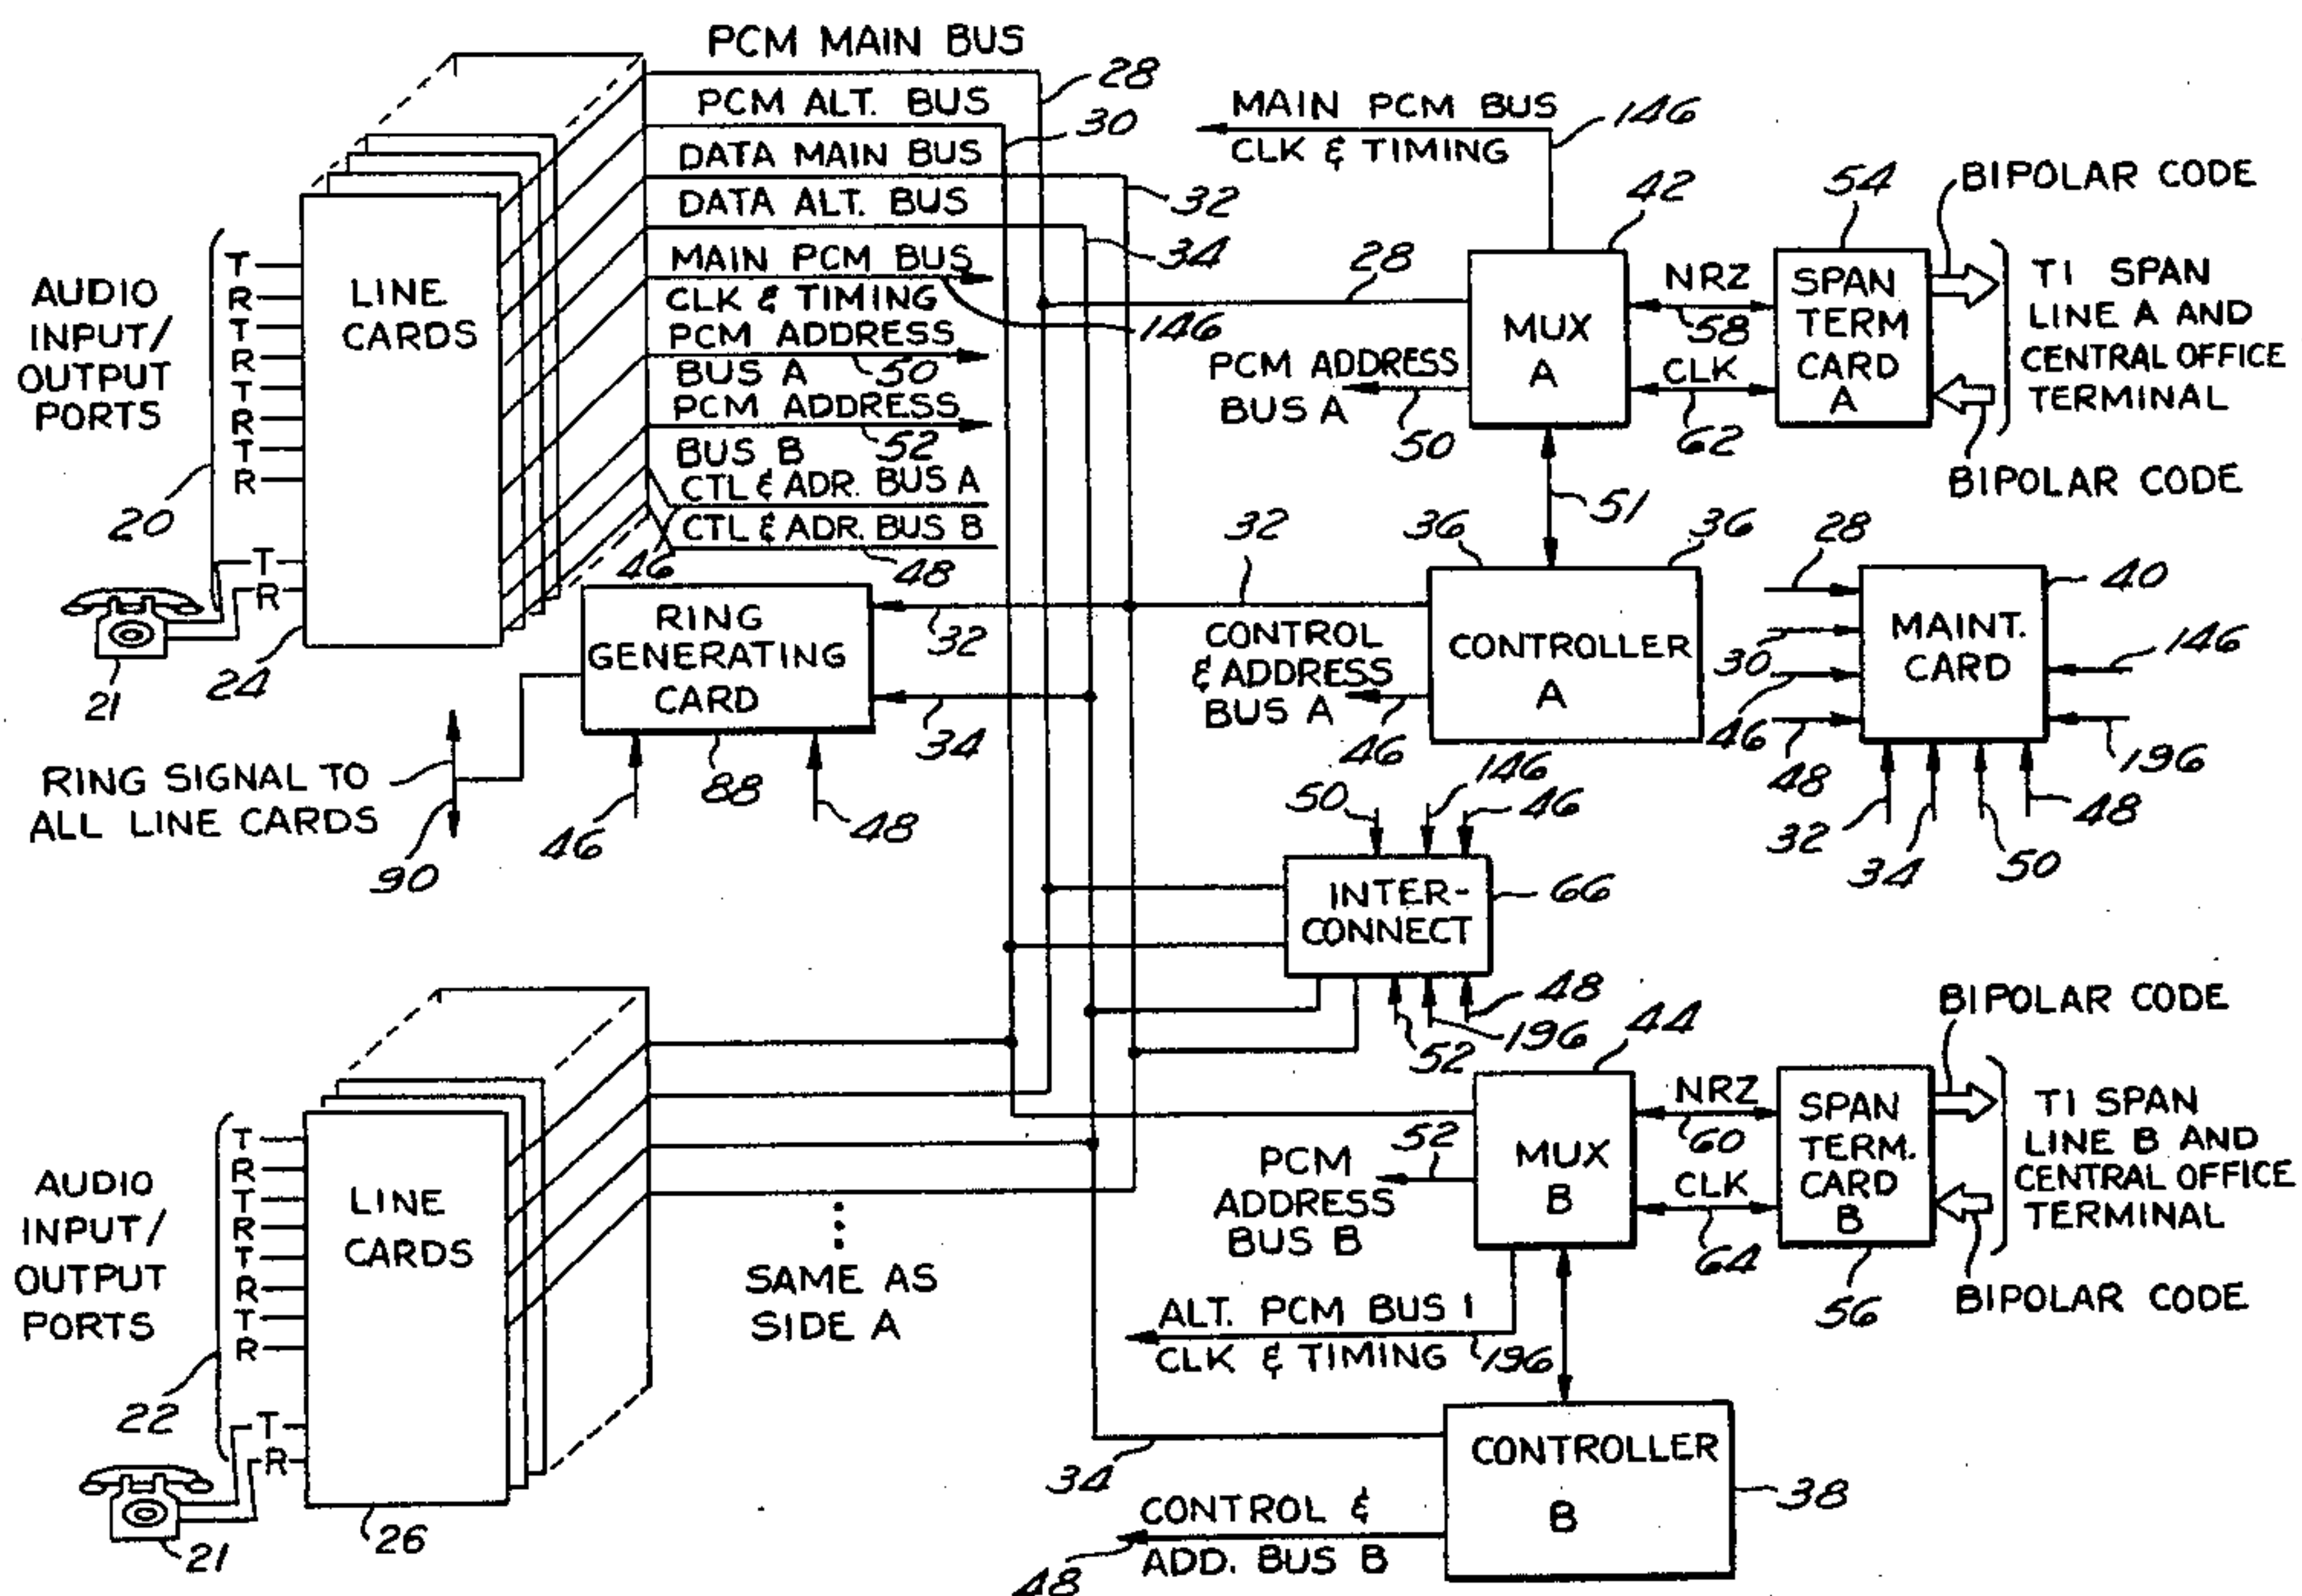 PCM MAIN BUS
28
PCM ALT. BUS
30
DATA MAIN BUS
32
DATA ALT. BUS
34
MAIN PCM BUS
CLK & TIMING
146
PCM ADDRESS
BUS A
50
PCM ADDRESS
BUS B
52
CTL & ADR. BUS A
46
CTL & ADR. BUS B
48
AUDIO
INPUT/
OUTPUT
PORTS
20
T
R
T
R
T
R
T
R
T
R
LINE
CARDS
21
24
MAIN PCM BUS
CLK & TIMING
146
42
28
MUX
A
PCM ADDRESS
BUS A
50
NRZ
58
CLK
62
54
SPAN
TERM
CARD
A
BIPOLAR CODE
T1 SPAN
LINE A AND
CENTRAL OFFICE
TERMINAL
BIPOLAR CODE
51
RING
GENERATING
CARD
32
34
88
46
48
RING SIGNAL TO
ALL LINE CARDS
90
32
36
36
CONTROLLER
A
CONTROL
& ADDRESS
BUS A
46
28
30
46
48
MAINT.
CARD
40
146
196
32
34
50
48
50
146
46
INTER-
CONNECT
66
52
196
48
AUDIO
INPUT/
OUTPUT
PORTS
22
T
R
T
R
T
R
T
R
T
R
LINE
CARDS
21
26
SAME AS
SIDE A
44
MUX
B
52
PCM
ADDRESS
BUS B
NRZ
60
CLK
64
SPAN
TERM.
CARD
B
56
BIPOLAR CODE
T1 SPAN
LINE B AND
CENTRAL OFFICE
TERMINAL
BIPOLAR CODE
ALT. PCM BUS 1
CLK & TIMING
196
34
CONTROLLER
B
38
CONTROL &
ADD. BUS B
48